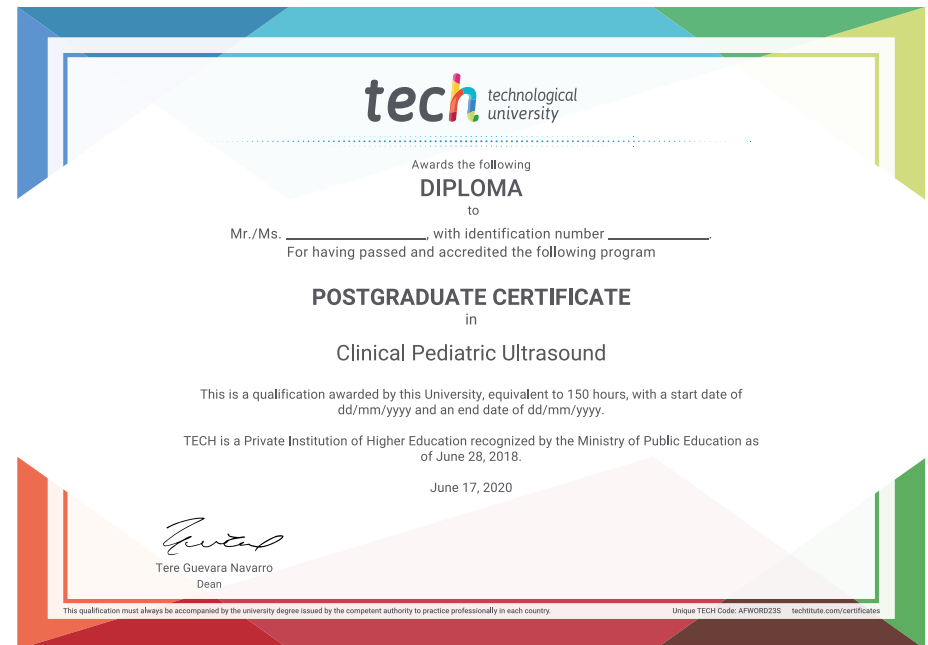 tech technological
university
Awards the following
DIPLOMA
to
Mr./Ms. ____________________, with identification number ______________.
For having passed and accredited the following program
POSTGRADUATE CERTIFICATE
in
Clinical Pediatric Ultrasound
This is a qualification awarded by this University, equivalent to 150 hours, with a start date of
dd/mm/yyyy and an end date of dd/mm/yyyy.
TECH is a Private Institution of Higher Education recognized by the Ministry of Public Education as
of June 28, 2018.
June 17, 2020
Tere Guevara Navarro
Dean
This qualification must always be accompanied by the university degree issued by the competent authority to practice professionally in each country. Unique TECH Code: AFWORD23S techtitute.com/certificates